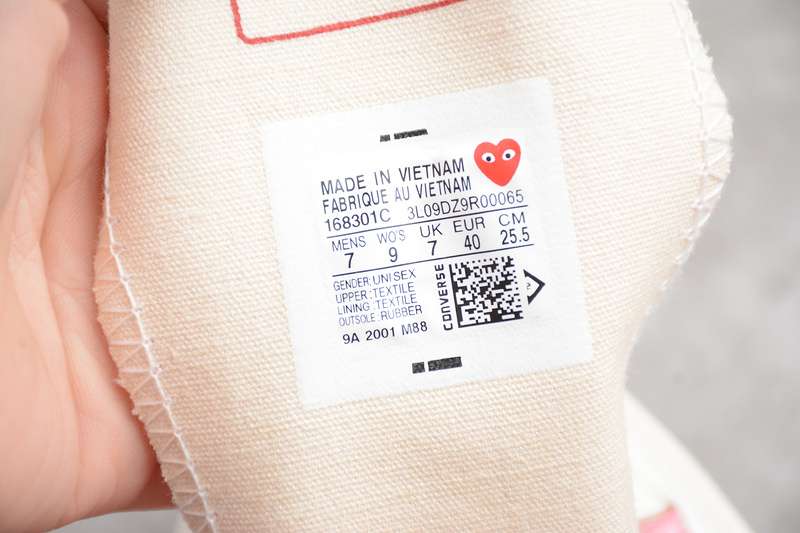 MADE IN VIETNAM
FABRIQUE AU VIETNAM
168301C 3L09DZ9R00065
MENS WO'S UK EUR CM
7 9 7 40 25.5
GENDER: UNISEX
UPPER: TEXTILE
LINING: TEXTILE
OUTSOLE: RUBBER
CONVERSE
9A 2001 M88